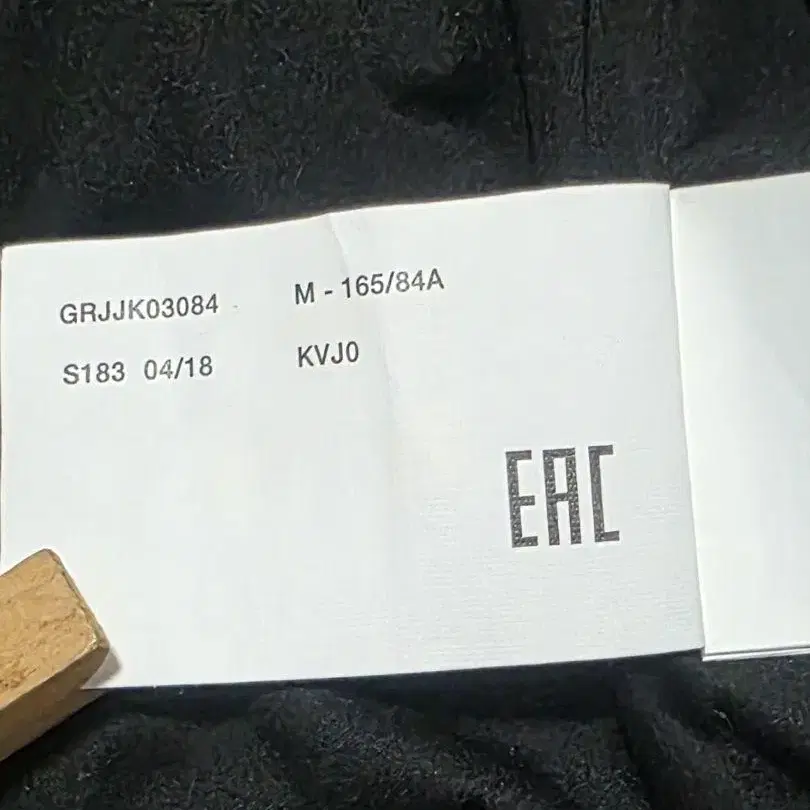 GRJJK03084 M - 165/84A
S183 04/18 KVJ0
EAC